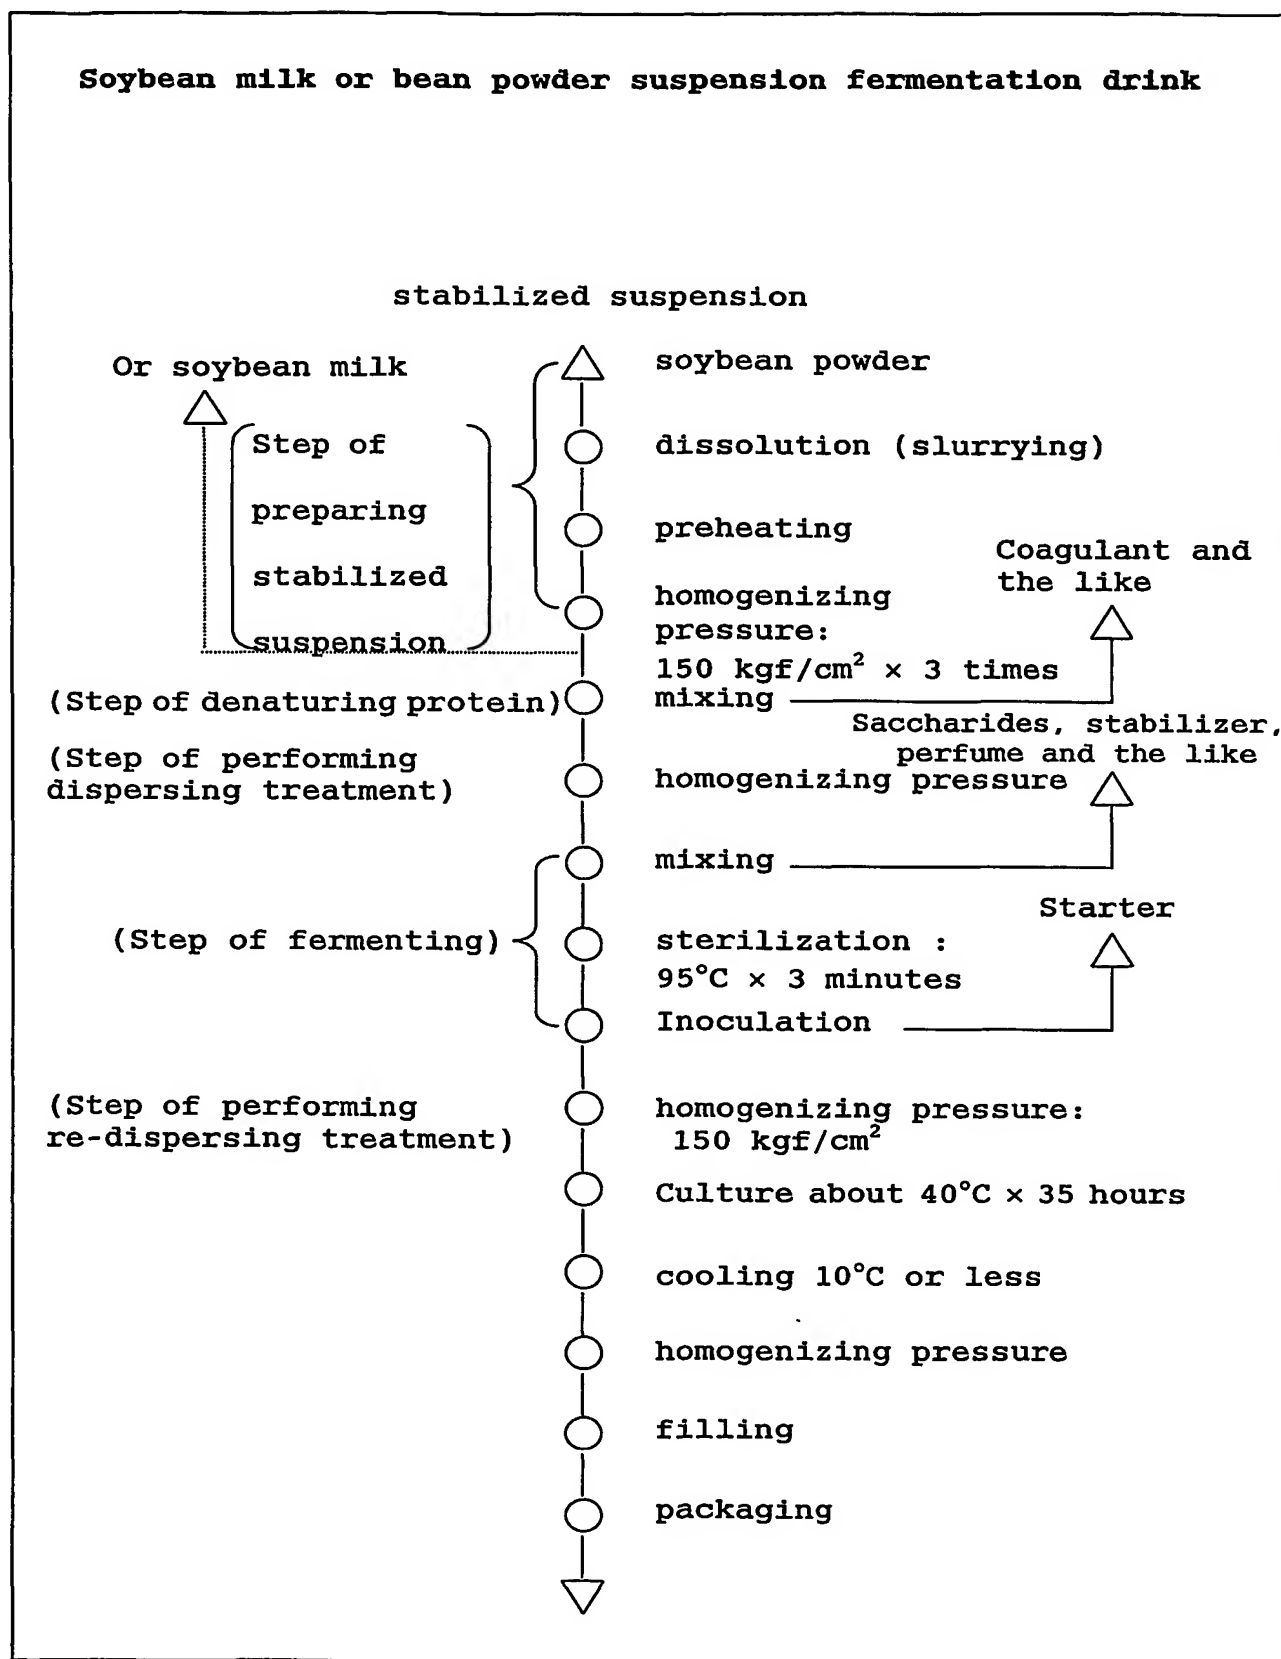 Soybean milk or bean powder suspension fermentation drink
stabilized suspension
Or soybean milk
soybean powder
Step of
preparing
stabilized
suspension
dissolution (slurrying)
preheating
homogenizing
pressure:
150 kgf/cm² × 3 times
Coagulant and
the like
(Step of denaturing protein)
mixing
Saccharides, stabilizer,
perfume and the like
(Step of performing
dispersing treatment)
homogenizing pressure
mixing
Starter
(Step of fermenting)
sterilization :
95°C × 3 minutes
Inoculation
(Step of performing
re-dispersing treatment)
homogenizing pressure:
150 kgf/cm²
Culture about 40°C × 35 hours
cooling 10°C or less
homogenizing pressure
filling
packaging